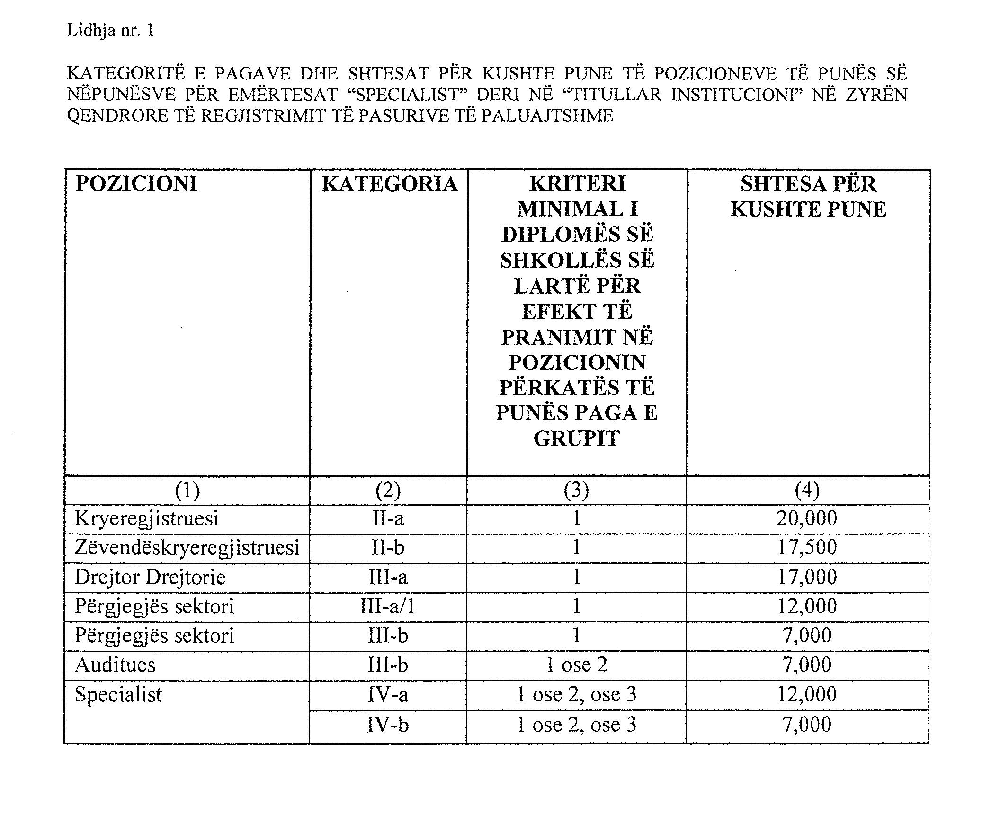 Lidhja nr. 1
KATEGORITË E PAGAVE DHE SHTESAT PËR KUSHTE PUNE TË POZICIONEVE TË PUNËS SË
NËPUNËSVE PËR EMËRTESAT “SPECIALIST” DERI NË “TITULLAR INSTITUCIONI” NË ZYRËN
QENDRORE TË REGJISTRIMIT TË PASURIVE TË PALUAJTSHME
POZICIONI KATEGORIA KRITERI MINIMAL I DIPLOMËS SË SHKOLLËS SË LARTË PËR EFEKT TË PRANIMIT NË POZICIONIN PËRKATËS TË PUNËS PAGA E GRUPIT SHTESA PËR KUSHTE PUNE
(1) (2) (3) (4)
Kryeregjistruesi II-a 1 20,000
Zëvendëskryeregjistruesi II-b 1 17,500
Drejtor Drejtorie III-a 1 17,000
Përgjegjës sektori III-a/1 1 12,000
Përgjegjës sektori III-b 1 7,000
Auditues III-b 1 ose 2 7,000
Specialist IV-a 1 ose 2, ose 3 12,000
IV-b 1 ose 2, ose 3 7,000